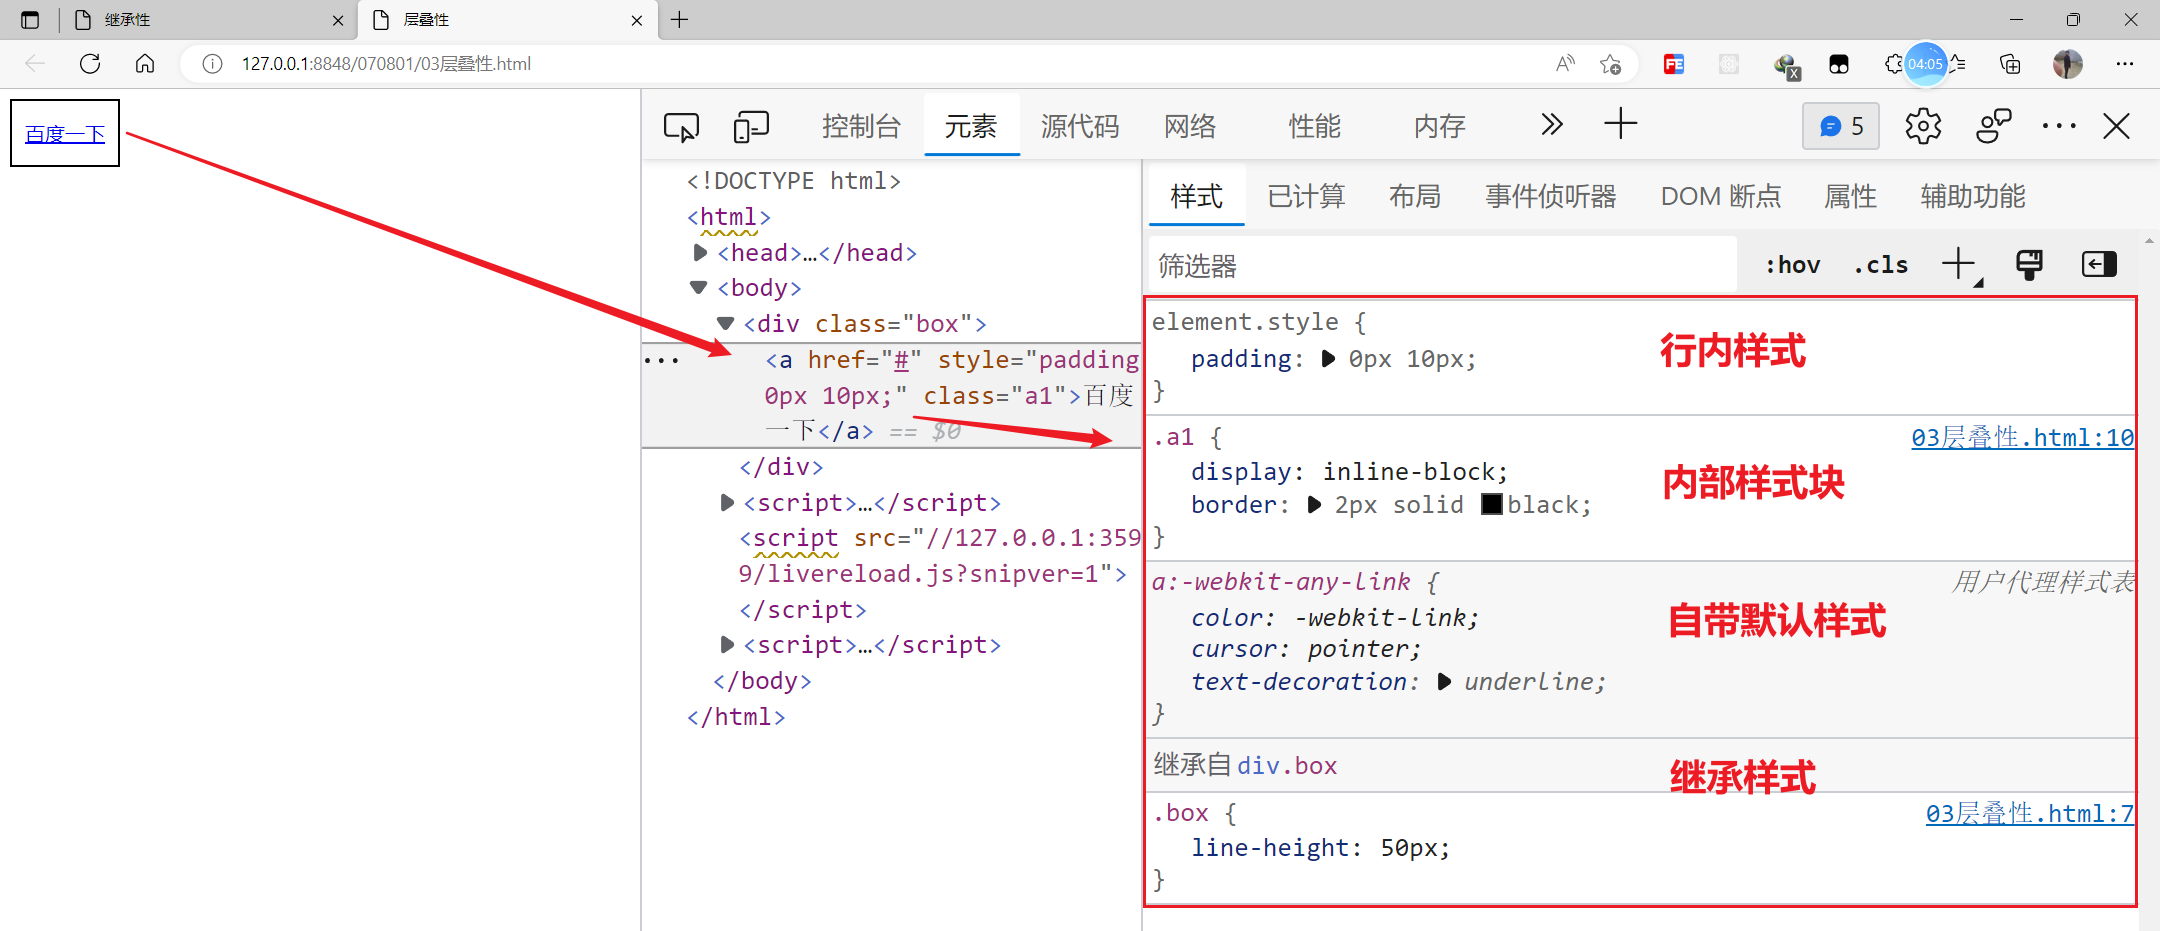 继承性
层叠性
127.0.0.1:8848/070801/03层叠性.html
04:05
百度一下
控制台 元素 源代码 网络 性能 内存 5
<!DOCTYPE html>
<html>
<head>…</head>
<body>
<div class="box">
<a href="#" style="padding
0px 10px;" class="a1">百度
一下</a> == $0
</div>
<script>…</script>
<script src="//127.0.0.1:359
9/livereload.js?snipver=1">
</script>
<script>…</script>
</body>
</html>
样式 已计算 布局 事件侦听器 DOM 断点 属性 辅助功能
筛选器 :hov .cls
element.style {
padding: 0px 10px;
}
行内样式
.a1 { 03层叠性.html:10
display: inline-block;
border: 2px solid black;
}
内部样式块
a:-webkit-any-link { 用户代理样式表
color: -webkit-link;
cursor: pointer;
text-decoration: underline;
}
自带默认样式
继承自 div.box
继承样式
.box { 03层叠性.html:7
line-height: 50px;
}